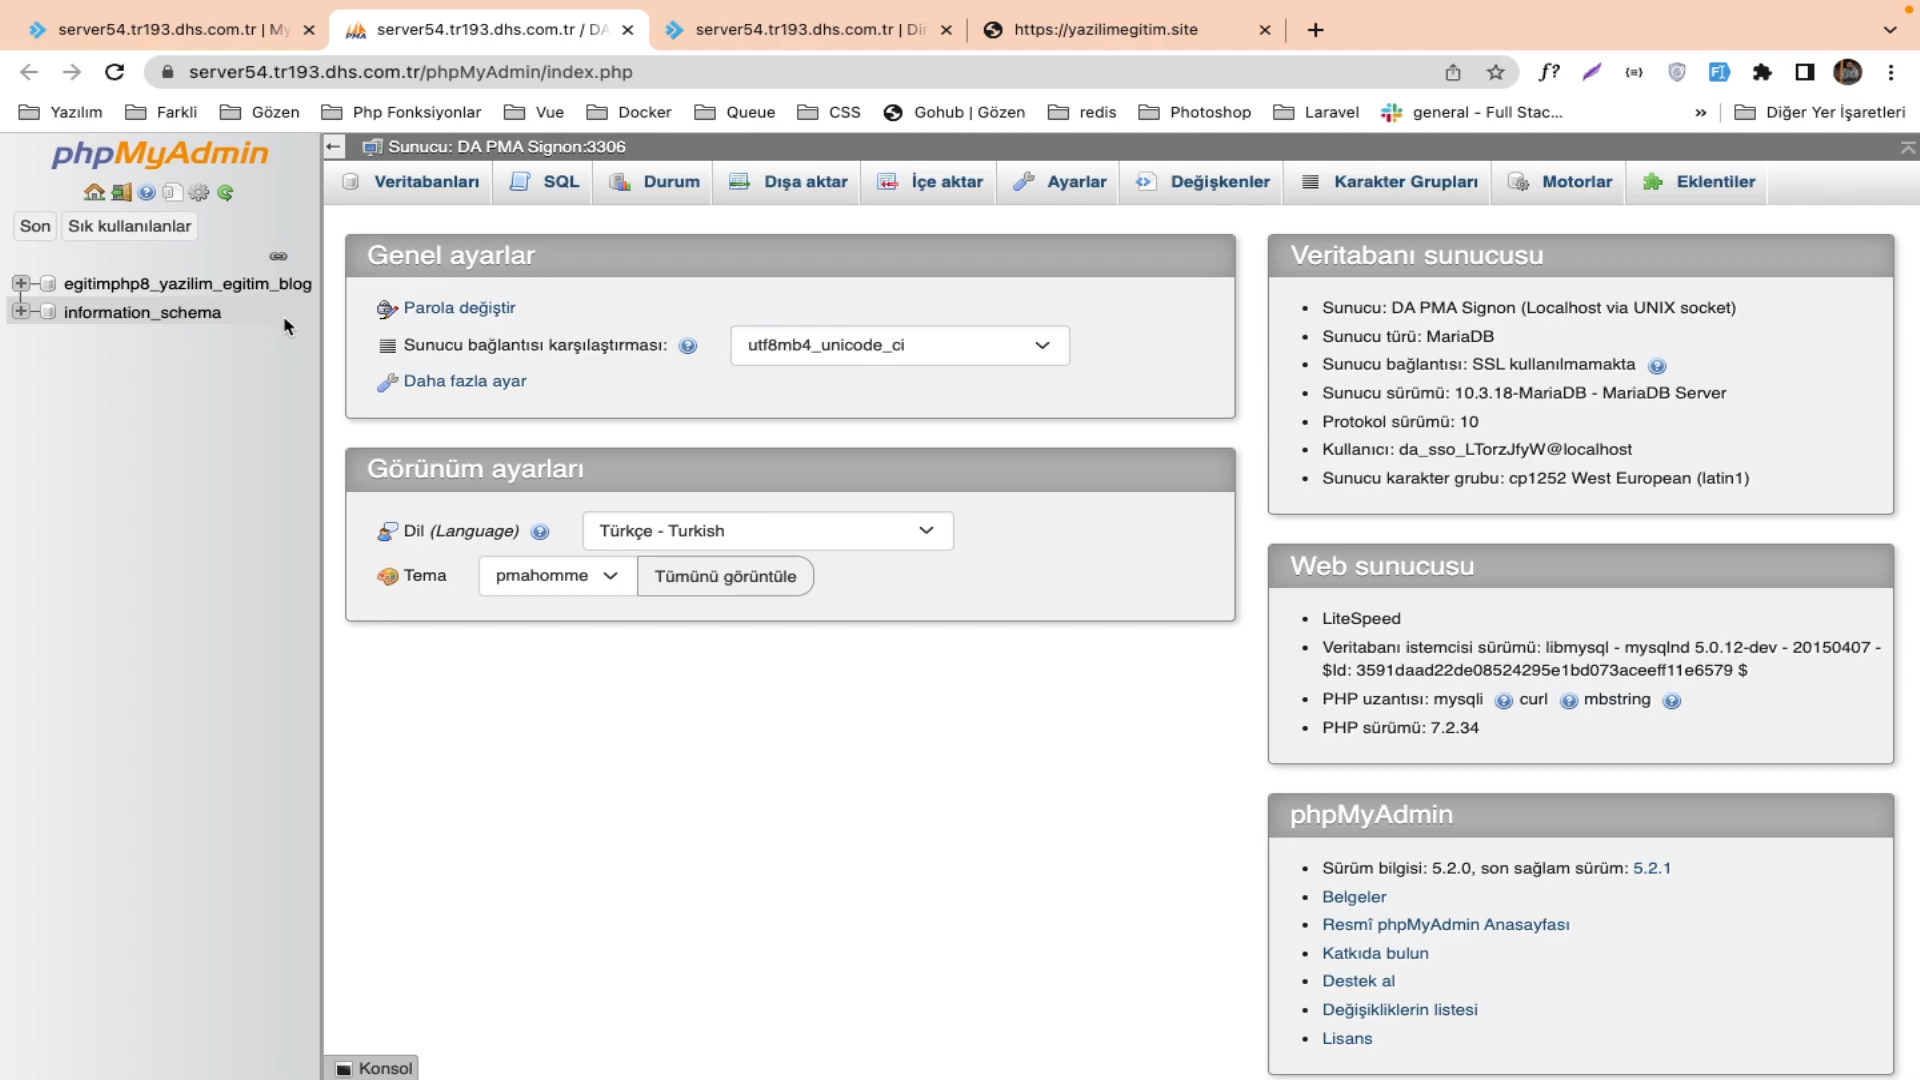 server54.tr193.dhs.com.tr | My
server54.tr193.dhs.com.tr / DA
server54.tr193.dhs.com.tr | Dir
https://yazilimegitim.site
server54.tr193.dhs.com.tr/phpMyAdmin/index.php
Yazılım
Farkli
Gözen
Php Fonksiyonlar
Vue
Docker
Queue
CSS
Gohub | Gözen
redis
Photoshop
Laravel
general - Full Stac...
»
Diğer Yer İşaretleri
phpMyAdmin
Son
Sık kullanılanlar
egitimphp8_yazilim_egitim_blog
information_schema
Sunucu: DA PMA Signon:3306
Veritabanları
SQL
Durum
Dışa aktar
İçe aktar
Ayarlar
Değişkenler
Karakter Grupları
Motorlar
Eklentiler
Genel ayarlar
Parola değiştir
Sunucu bağlantısı karşılaştırması:
utf8mb4_unicode_ci
Daha fazla ayar
Görünüm ayarları
Dil (Language)
Türkçe - Turkish
Tema
pmahomme
Tümünü görüntüle
Veritabanı sunucusu
• Sunucu: DA PMA Signon (Localhost via UNIX socket)
• Sunucu türü: MariaDB
• Sunucu bağlantısı: SSL kullanılmamakta
• Sunucu sürümü: 10.3.18-MariaDB - MariaDB Server
• Protokol sürümü: 10
• Kullanıcı: da_sso_LTorzJfyW@localhost
• Sunucu karakter grubu: cp1252 West European (latin1)
Web sunucusu
• LiteSpeed
• Veritabanı istemcisi sürümü: libmysql - mysqlnd 5.0.12-dev - 20150407 -
$Id: 3591daad22de08524295e1bd073aceeff11e6579 $
• PHP uzantısı: mysqli curl mbstring
• PHP sürümü: 7.2.34
phpMyAdmin
• Sürüm bilgisi: 5.2.0, son sağlam sürüm: 5.2.1
• Belgeler
• Resmî phpMyAdmin Anasayfası
• Katkıda bulun
• Destek al
• Değişikliklerin listesi
• Lisans
Konsol